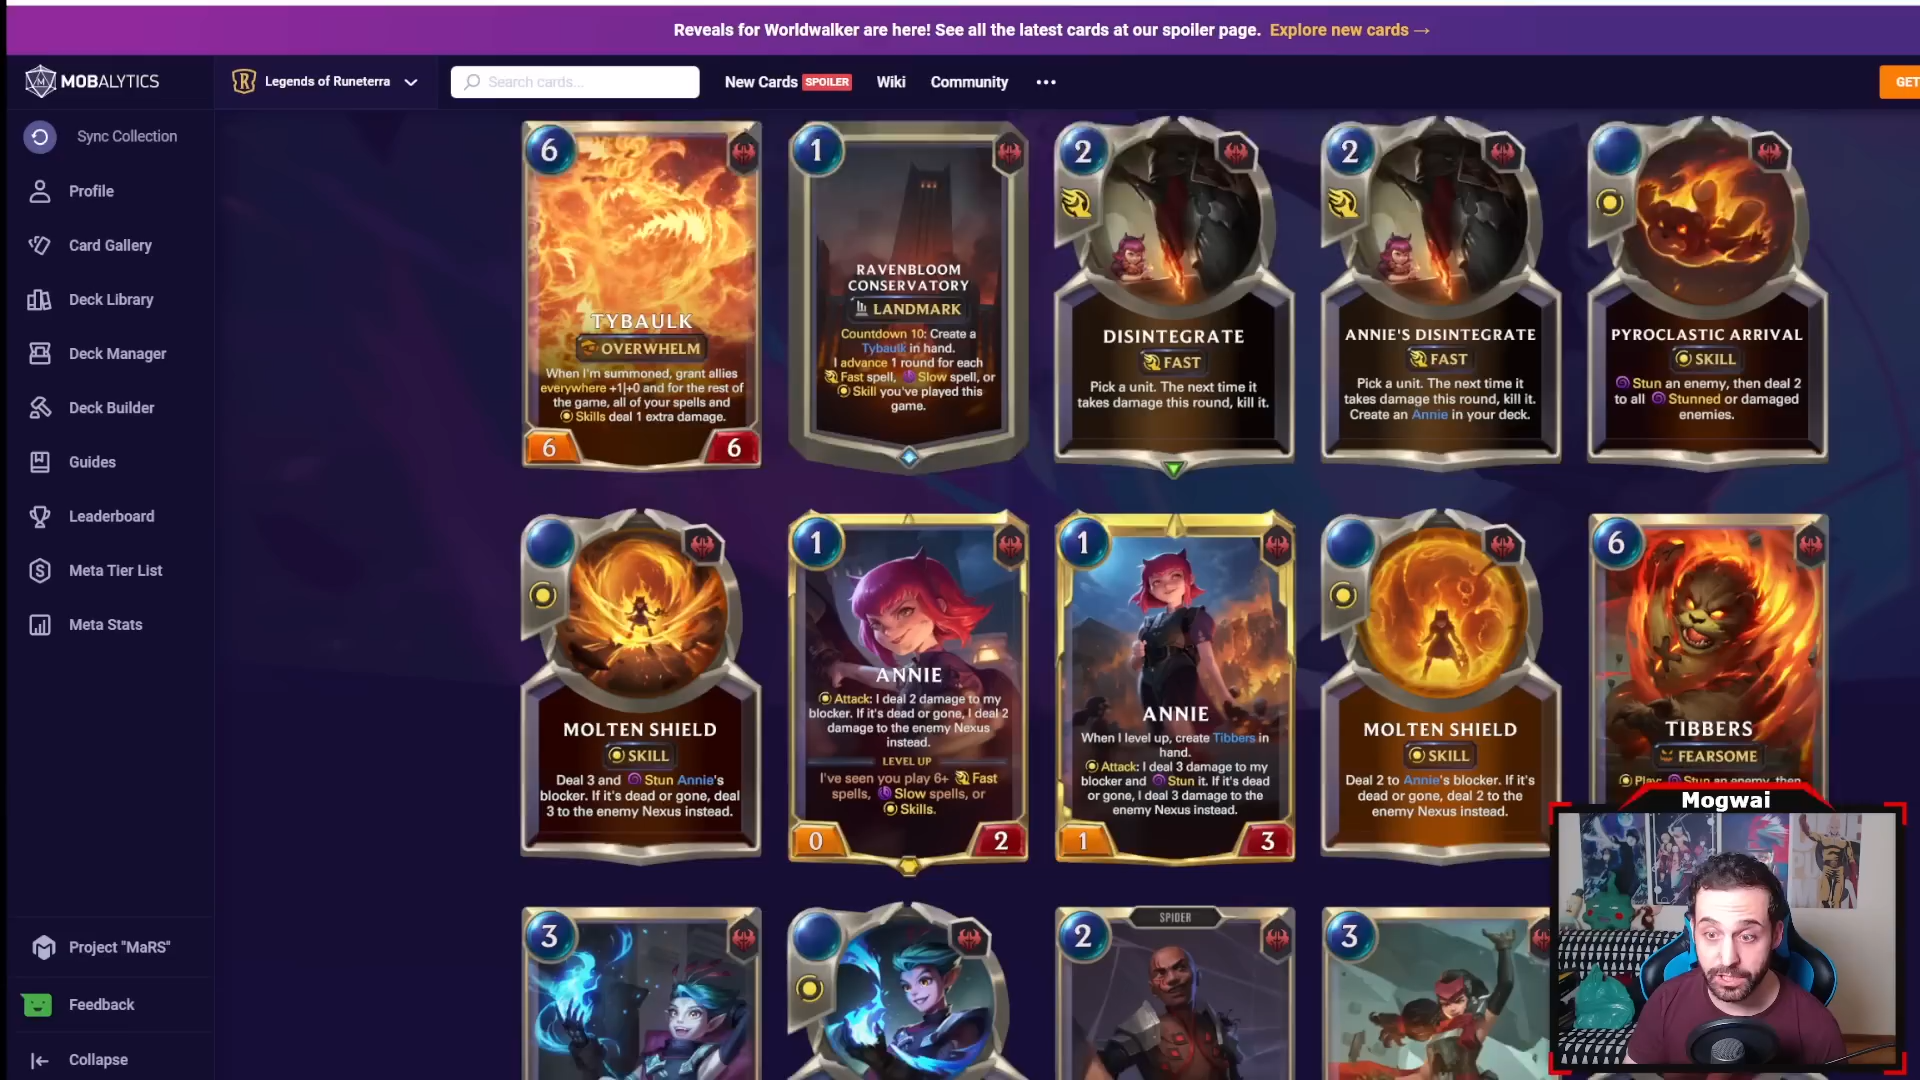 Reveals for Worldwalker are here! See all the latest cards at our spoiler page. Explore new cards →
MOBALYTICS
Legends of Runeterra
Search cards...
New Cards SPOILER
Wiki
Community
GET
Sync Collection
Profile
Card Gallery
Deck Library
Deck Manager
Deck Builder
Guides
Leaderboard
Meta Tier List
Meta Stats
Project "MaRS"
Feedback
Collapse
6
TYBAULK
OVERWHELM
When I'm summoned, grant allies
everywhere +1|+0 and for the rest of
the game, all of your spells and
Skills deal 1 extra damage.
6
6
1
RAVENBLOOM
CONSERVATORY
LANDMARK
Countdown 10: Create a
Tybaulk in hand.
I advance 1 round for each
Fast spell, Slow spell, or
Skill you've played this
game.
2
DISINTEGRATE
FAST
Pick a unit. The next time it
takes damage this round, kill it.
2
ANNIE'S DISINTEGRATE
FAST
Pick a unit. The next time it
takes damage this round, kill it.
Create an Annie in your deck.
PYROCLASTIC ARRIVAL
SKILL
Stun an enemy, then deal 2
to all Stunned or damaged
enemies.
MOLTEN SHIELD
SKILL
Deal 3 and Stun Annie's
blocker. If it's dead or gone, deal
3 to the enemy Nexus instead.
1
ANNIE
Attack: I deal 2 damage to my
blocker. If it's dead or gone, I deal 2
damage to the enemy Nexus
instead.
LEVEL UP
I've seen you play 6+ Fast
spells, Slow spells, or
Skills.
0
2
1
ANNIE
When I level up, create Tibbers in
hand.
Attack: I deal 3 damage to my
blocker and Stun it. If it's dead
or gone, I deal 3 damage to the
enemy Nexus instead.
1
3
MOLTEN SHIELD
SKILL
Deal 2 to Annie's blocker. If it's
dead or gone, deal 2 to the
enemy Nexus instead.
6
TIBBERS
FEARSOME
Play: Stun an enemy, then
Mogwai
3
2
SPIDER
3